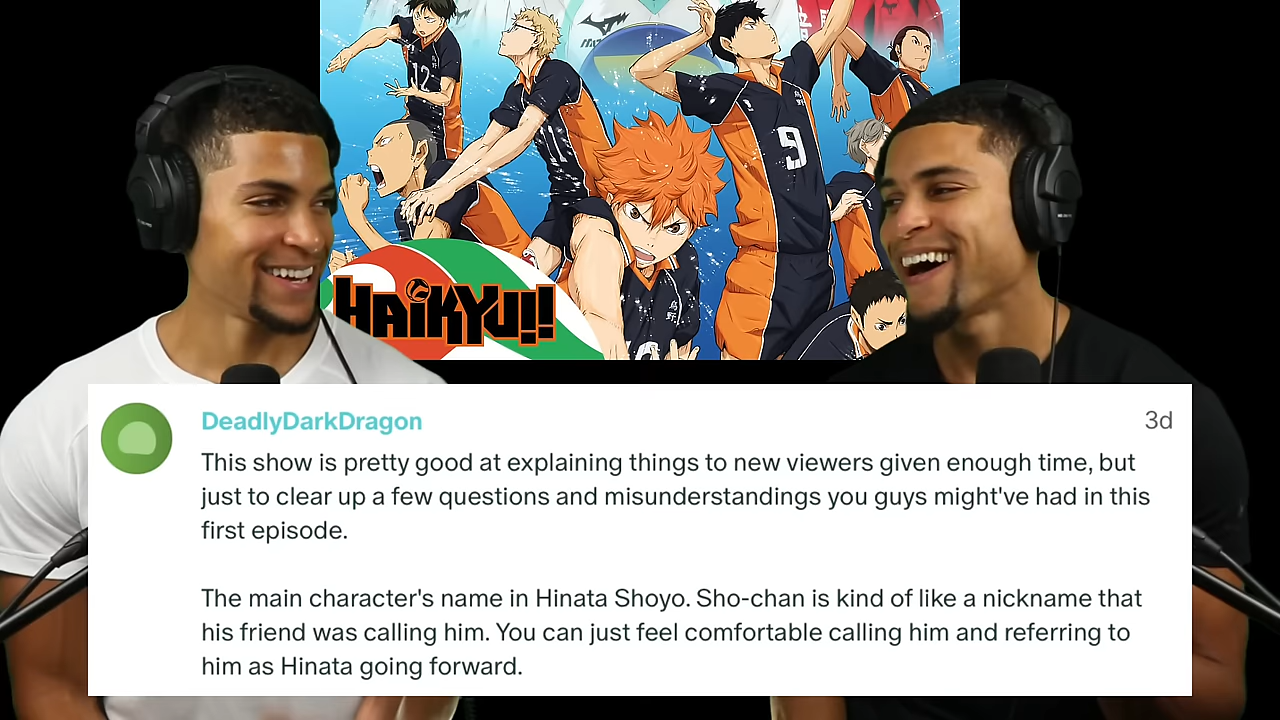 12
9
HAiKYU!!
DeadlyDarkDragon
3d
This show is pretty good at explaining things to new viewers given enough time, but
just to clear up a few questions and misunderstandings you guys might've had in this
first episode.
The main character's name in Hinata Shoyo. Sho-chan is kind of like a nickname that
his friend was calling him. You can just feel comfortable calling him and referring to
him as Hinata going forward.